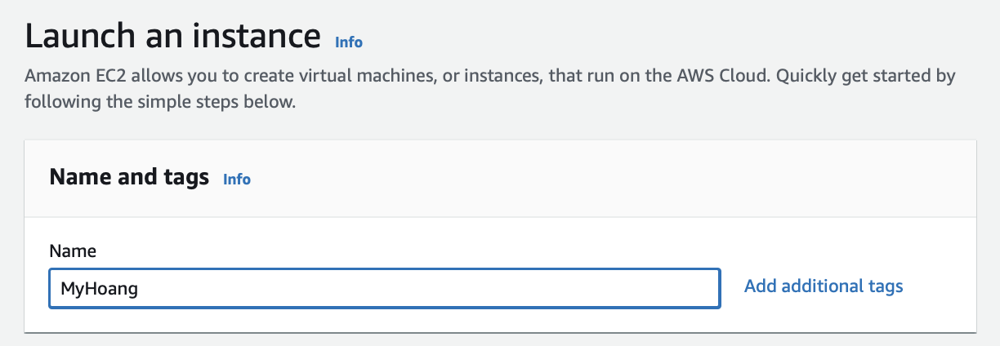 Launch an instance Info
Amazon EC2 allows you to create virtual machines, or instances, that run on the AWS Cloud. Quickly get started by
following the simple steps below.
Name and tags Info
Name
MyHoang
Add additional tags